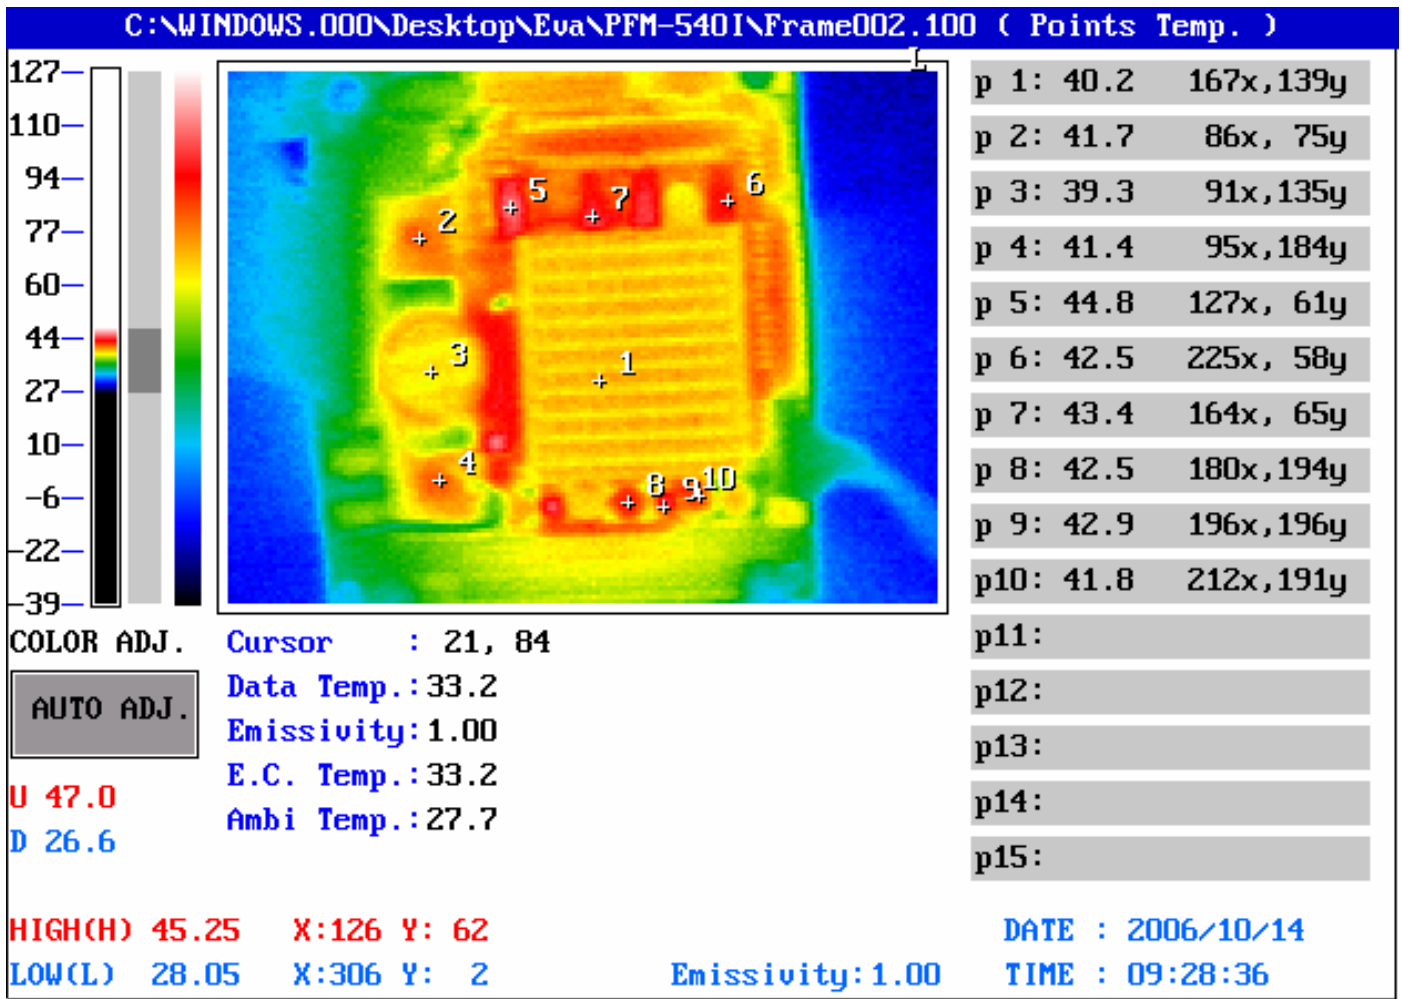 C:\WINDOWS.000\Desktop\Eva\PFM-540I\Frame002.100 ( Points Temp. )
127
110
94
77
60
44
27
10
-6
-22
-39
L
5
6
7
2
3
1
4
8
9
10
p 1: 40.2 167x,139y
p 2: 41.7 86x, 75y
p 3: 39.3 91x,135y
p 4: 41.4 95x,184y
p 5: 44.8 127x, 61y
p 6: 42.5 225x, 58y
p 7: 43.4 164x, 65y
p 8: 42.5 180x,194y
p 9: 42.9 196x,196y
p10: 41.8 212x,191y
p11:
p12:
p13:
p14:
p15:
COLOR ADJ.
AUTO ADJ.
U 47.0
D 26.6
Cursor : 21, 84
Data Temp.:33.2
Emissivity:1.00
E.C. Temp.:33.2
Ambi Temp.:27.7
HIGH(H) 45.25 X:126 Y: 62
LOW(L) 28.05 X:306 Y: 2
Emissivity:1.00
DATE : 2006/10/14
TIME : 09:28:36